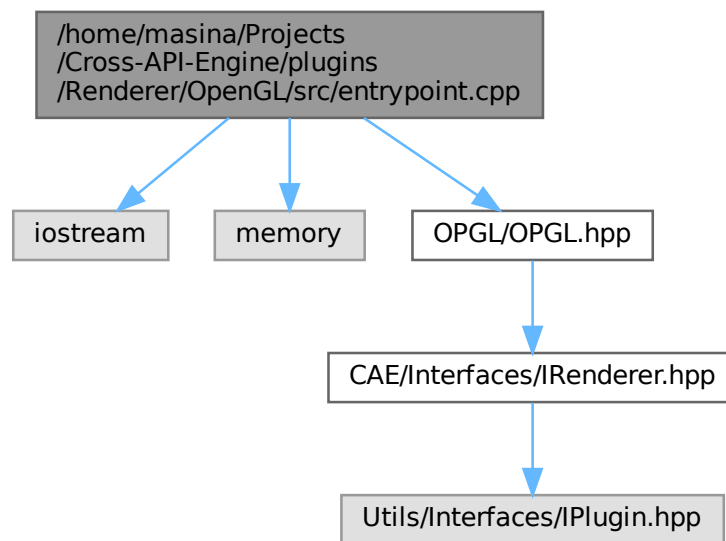 /home/masina/Projects
/Cross-API-Engine/plugins
/Renderer/OpenGL/src/entrypoint.cpp
iostream
memory
OPGL/OPGL.hpp
CAE/Interfaces/IRenderer.hpp
Utils/Interfaces/IPlugin.hpp